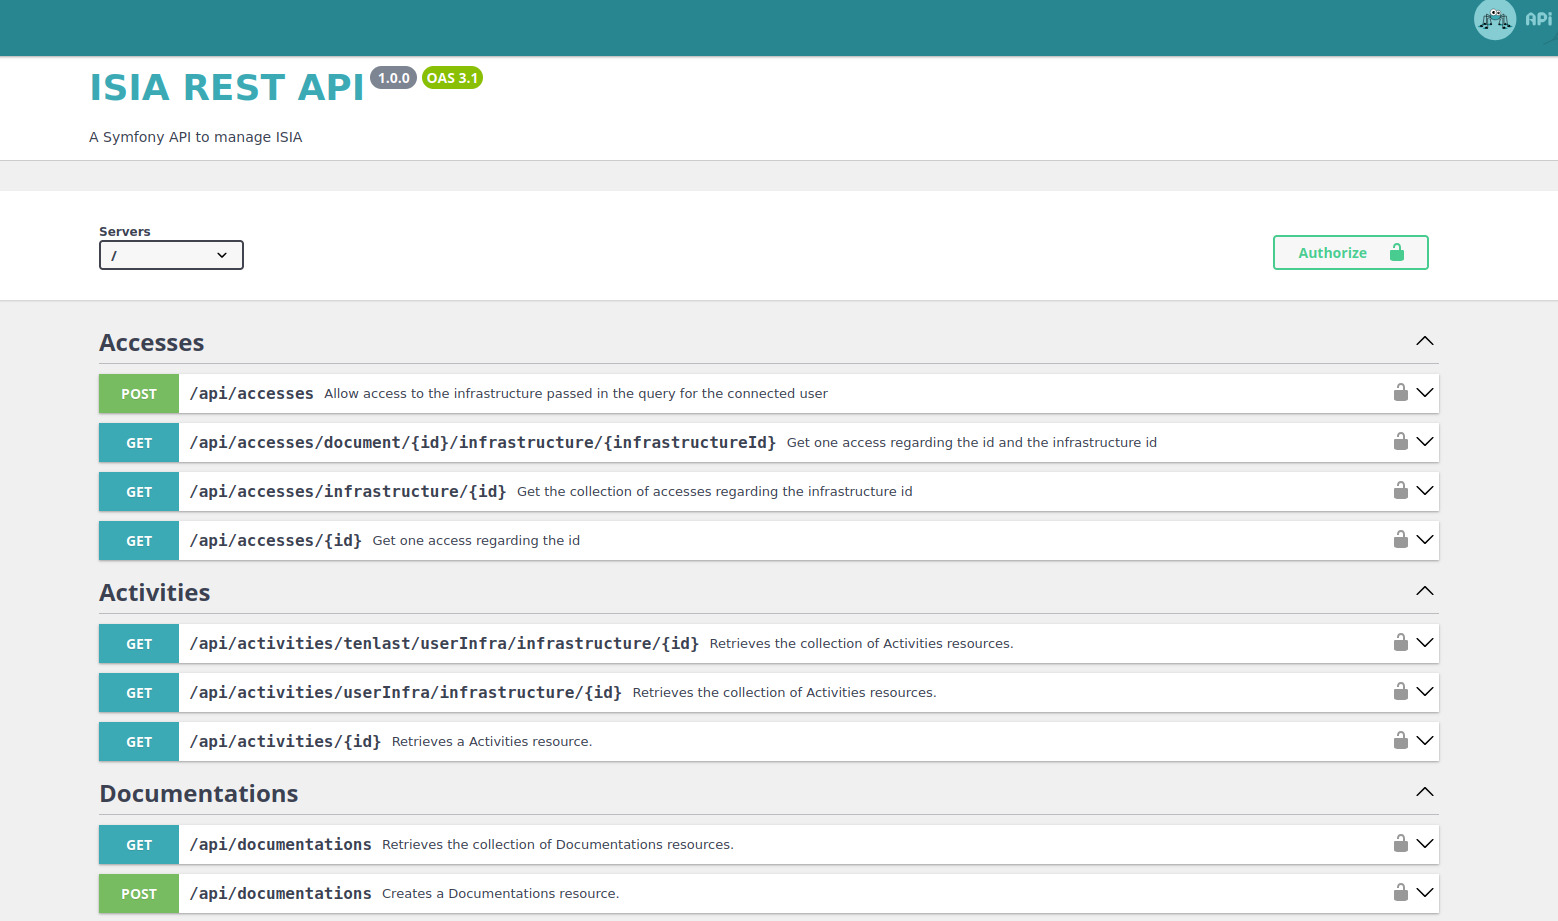 API
ISIA REST API 1.0.0 OAS 3.1
A Symfony API to manage ISIA
Servers
/
Authorize
Accesses
POST /api/accesses Allow access to the infrastructure passed in the query for the connected user
GET /api/accesses/document/{id}/infrastructure/{infrastructureId} Get one access regarding the id and the infrastructure id
GET /api/accesses/infrastructure/{id} Get the collection of accesses regarding the infrastructure id
GET /api/accesses/{id} Get one access regarding the id
Activities
GET /api/activities/tenlast/userInfra/infrastructure/{id} Retrieves the collection of Activities resources.
GET /api/activities/userInfra/infrastructure/{id} Retrieves the collection of Activities resources.
GET /api/activities/{id} Retrieves a Activities resource.
Documentations
GET /api/documentations Retrieves the collection of Documentations resources.
POST /api/documentations Creates a Documentations resource.